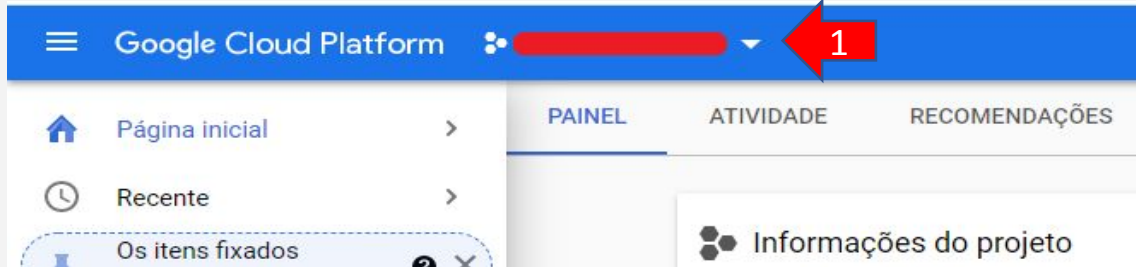 Google Cloud Platform
1
Página inicial
PAINEL ATIVIDADE RECOMENDAÇÕES
Recente
Os itens fixados
Informações do projeto